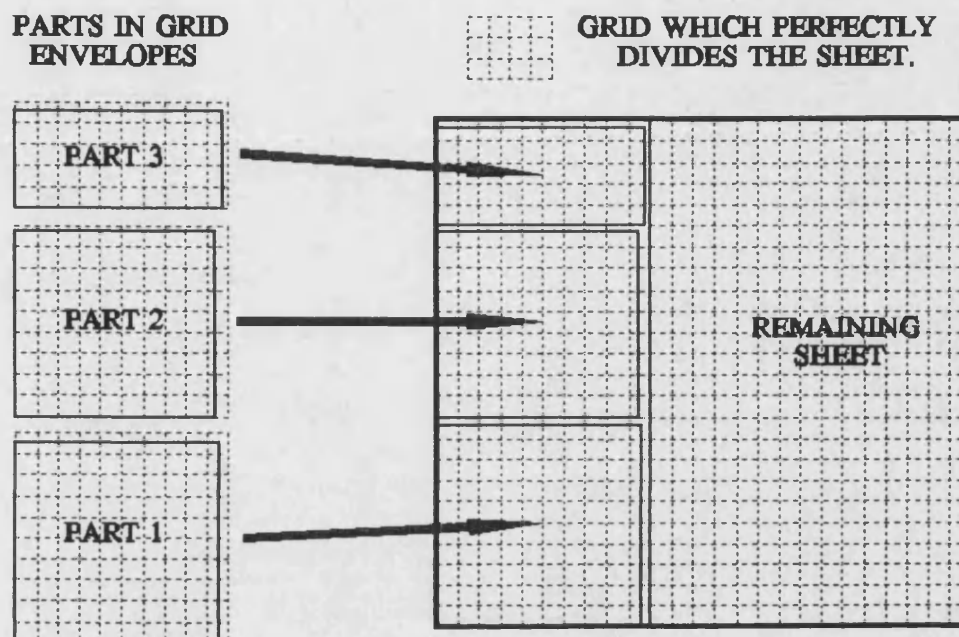 PARTS IN GRID
ENVELOPES
GRID WHICH PERFECTLY
DIVIDES THE SHEET.
PART 3
PART 2
PART 1
REMAINING
SHEET